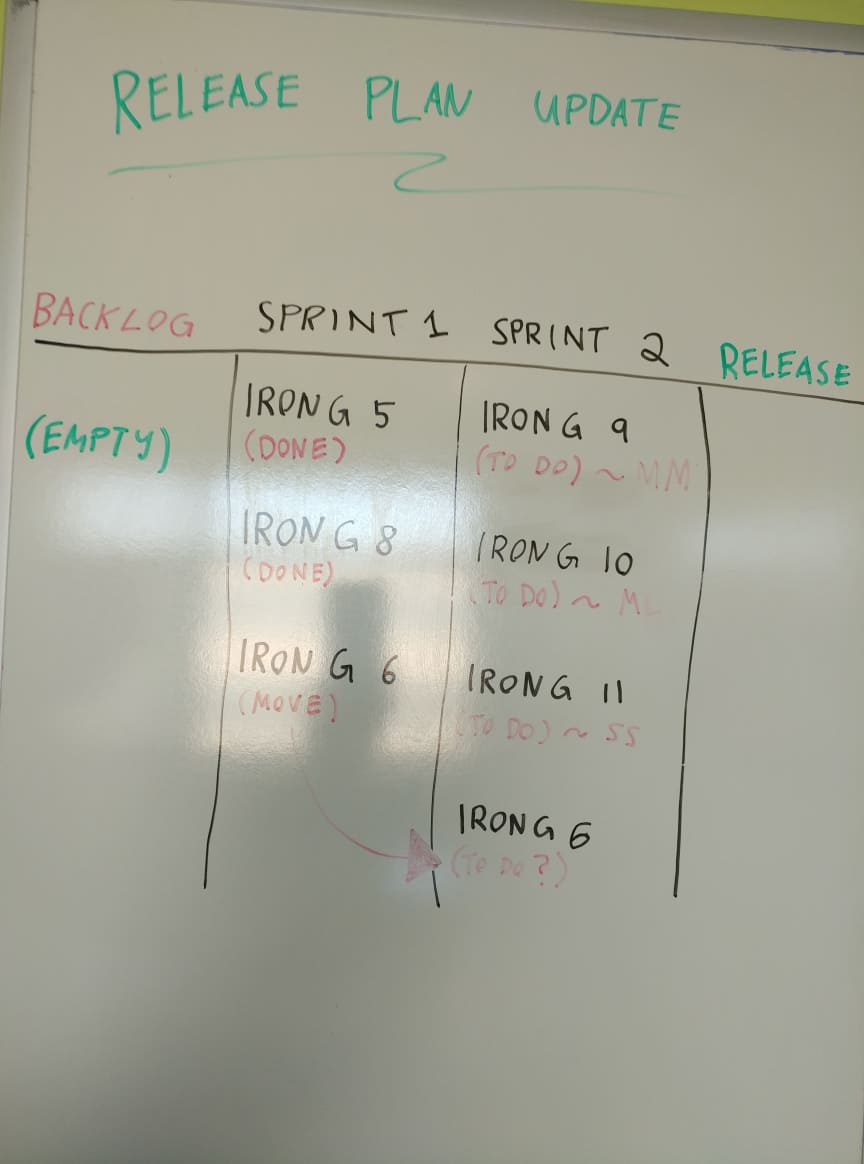 RELEASE PLAN UPDATE
BACKLOG SPRINT 1 SPRINT 2 RELEASE
(EMPTY)
IRONG 5
(DONE)
IRONG 8
(DONE)
IRONG 6
(MOVE)
IRONG 9
(TO DO) ~ MM
IRONG 10
(TO DO) ~ ML
IRONG 11
(TO DO) ~ SS
IRONG 6
(TO DO?)